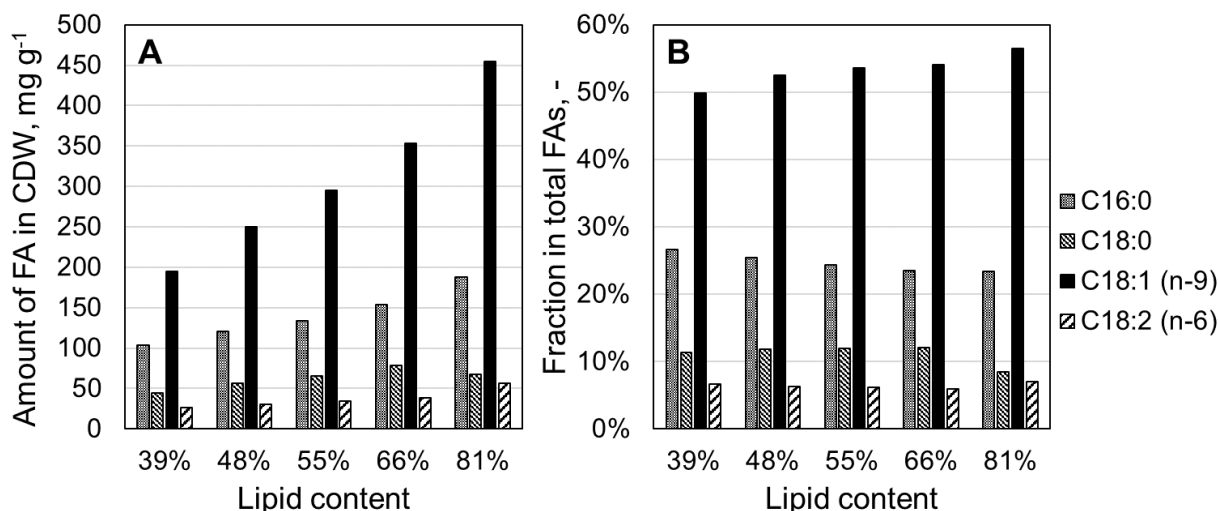 A
Amount of FA in CDW, mg g⁻¹
500
450
400
350
300
250
200
150
100
50
0
39% 48% 55% 66% 81%
Lipid content
B
Fraction in total FAs, -
60%
50%
40%
30%
20%
10%
0%
39% 48% 55% 66% 81%
Lipid content
C16:0
C18:0
C18:1 (n-9)
C18:2 (n-6)